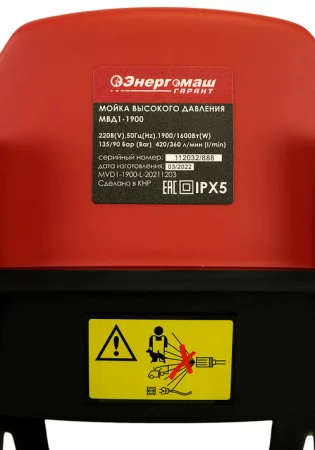 Энергомаш
ГАРАНТ
МОЙКА ВЫСОКОГО ДАВЛЕНИЯ
МВД1-1900
220В(V),50Гц(Hz),1900/1600Вт(W)
135/90 Бар (Bar) 420/360 л/мин (l/min)
серийный номер: 112032/888
дата изготовления: 03/2022
MVD1-1900-L-20211203
Сделано в КНР
EAC IPX5